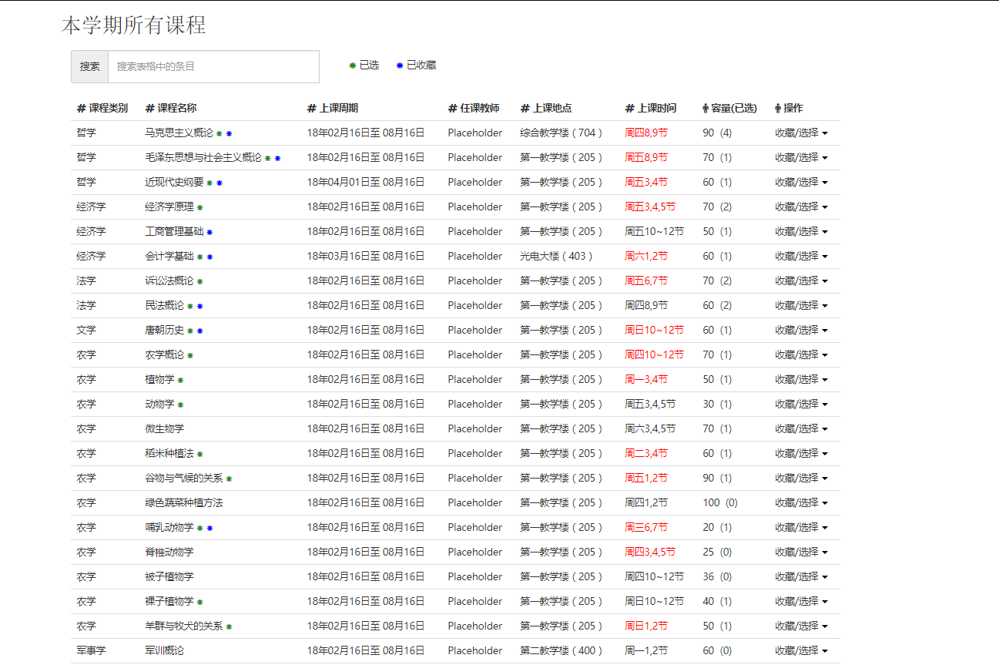 本学期所有课程
搜索 搜索表格中的条目 已选 已收藏
# 课程类别 # 课程名称 # 上课周期 # 任课教师 # 上课地点 # 上课时间 容量(已选) 操作
哲学 马克思主义概论 18年02月16日至 08月16日 Placeholder 综合教学楼 ( 704 ) 周四8,9节 90 (4) 收藏/选择
哲学 毛泽东思想与社会主义概论 18年02月16日至 08月16日 Placeholder 第一教学楼 ( 205 ) 周五8,9节 70 (1) 收藏/选择
哲学 近现代史纲要 18年04月01日至 08月16日 Placeholder 第一教学楼 ( 205 ) 周五3,4节 60 (1) 收藏/选择
经济学 经济学原理 18年02月16日至 08月16日 Placeholder 第一教学楼 ( 205 ) 周五3,4,5节 70 (2) 收藏/选择
经济学 工商管理基础 18年02月16日至 08月16日 Placeholder 第一教学楼 ( 205 ) 周五10~12节 50 (1) 收藏/选择
经济学 会计学基础 18年03月16日至 08月16日 Placeholder 光电大楼 ( 403 ) 周六1,2节 60 (1) 收藏/选择
法学 诉讼法概论 18年02月16日至 08月16日 Placeholder 第一教学楼 ( 205 ) 周五6,7节 70 (2) 收藏/选择
法学 民法概论 18年02月16日至 08月16日 Placeholder 第一教学楼 ( 205 ) 周四8,9节 60 (2) 收藏/选择
文学 唐朝历史 18年02月16日至 08月16日 Placeholder 第一教学楼 ( 205 ) 周日10~12节 60 (1) 收藏/选择
农学 农学概论 18年02月16日至 08月16日 Placeholder 第一教学楼 ( 205 ) 周四10~12节 70 (1) 收藏/选择
农学 植物学 18年02月16日至 08月16日 Placeholder 第一教学楼 ( 205 ) 周一3,4节 50 (1) 收藏/选择
农学 动物学 18年02月16日至 08月16日 Placeholder 第一教学楼 ( 205 ) 周五3,4,5节 30 (1) 收藏/选择
农学 微生物学 18年02月16日至 08月16日 Placeholder 第一教学楼 ( 205 ) 周六3,4,5节 70 (1) 收藏/选择
农学 稻米种植法 18年02月16日至 08月16日 Placeholder 第一教学楼 ( 205 ) 周二3,4节 60 (1) 收藏/选择
农学 谷物与气候的关系 18年02月16日至 08月16日 Placeholder 第一教学楼 ( 205 ) 周五1,2节 90 (1) 收藏/选择
农学 绿色蔬菜种植方法 18年02月16日至 08月16日 Placeholder 第一教学楼 ( 205 ) 周四1,2节 100 (0) 收藏/选择
农学 哺乳动物学 18年02月16日至 08月16日 Placeholder 第一教学楼 ( 205 ) 周三6,7节 20 (1) 收藏/选择
农学 脊椎动物学 18年02月16日至 08月16日 Placeholder 第一教学楼 ( 205 ) 周四3,4,5节 25 (0) 收藏/选择
农学 被子植物学 18年02月16日至 08月16日 Placeholder 第一教学楼 ( 205 ) 周四10~12节 36 (0) 收藏/选择
农学 裸子植物学 18年02月16日至 08月16日 Placeholder 第一教学楼 ( 205 ) 周日10~12节 40 (1) 收藏/选择
农学 羊群与牧犬的关系 18年02月16日至 08月16日 Placeholder 第一教学楼 ( 205 ) 周日1,2节 50 (1) 收藏/选择
军事学 军训概论 18年02月16日至 08月16日 Placeholder 第二教学楼 ( 400 ) 周一1,2节 60 (0) 收藏/选择